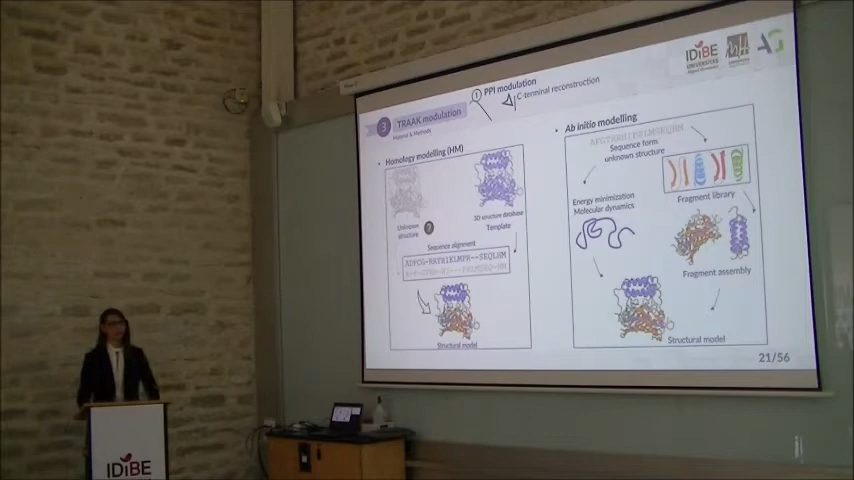 IDiBE
1 PPI modulation
C-terminal reconstruction
3 TRAAK modulation
Material & Methods
• Homology modelling (HM)
Unknown
structure
?
3D structure database
Template
Sequence alignment
Structural model
• Ab initio modelling
Sequence form
unknown structure
Energy minimization
Molecular dynamics
Fragment library
Fragment assembly
Structural model
21/56
IDiBE